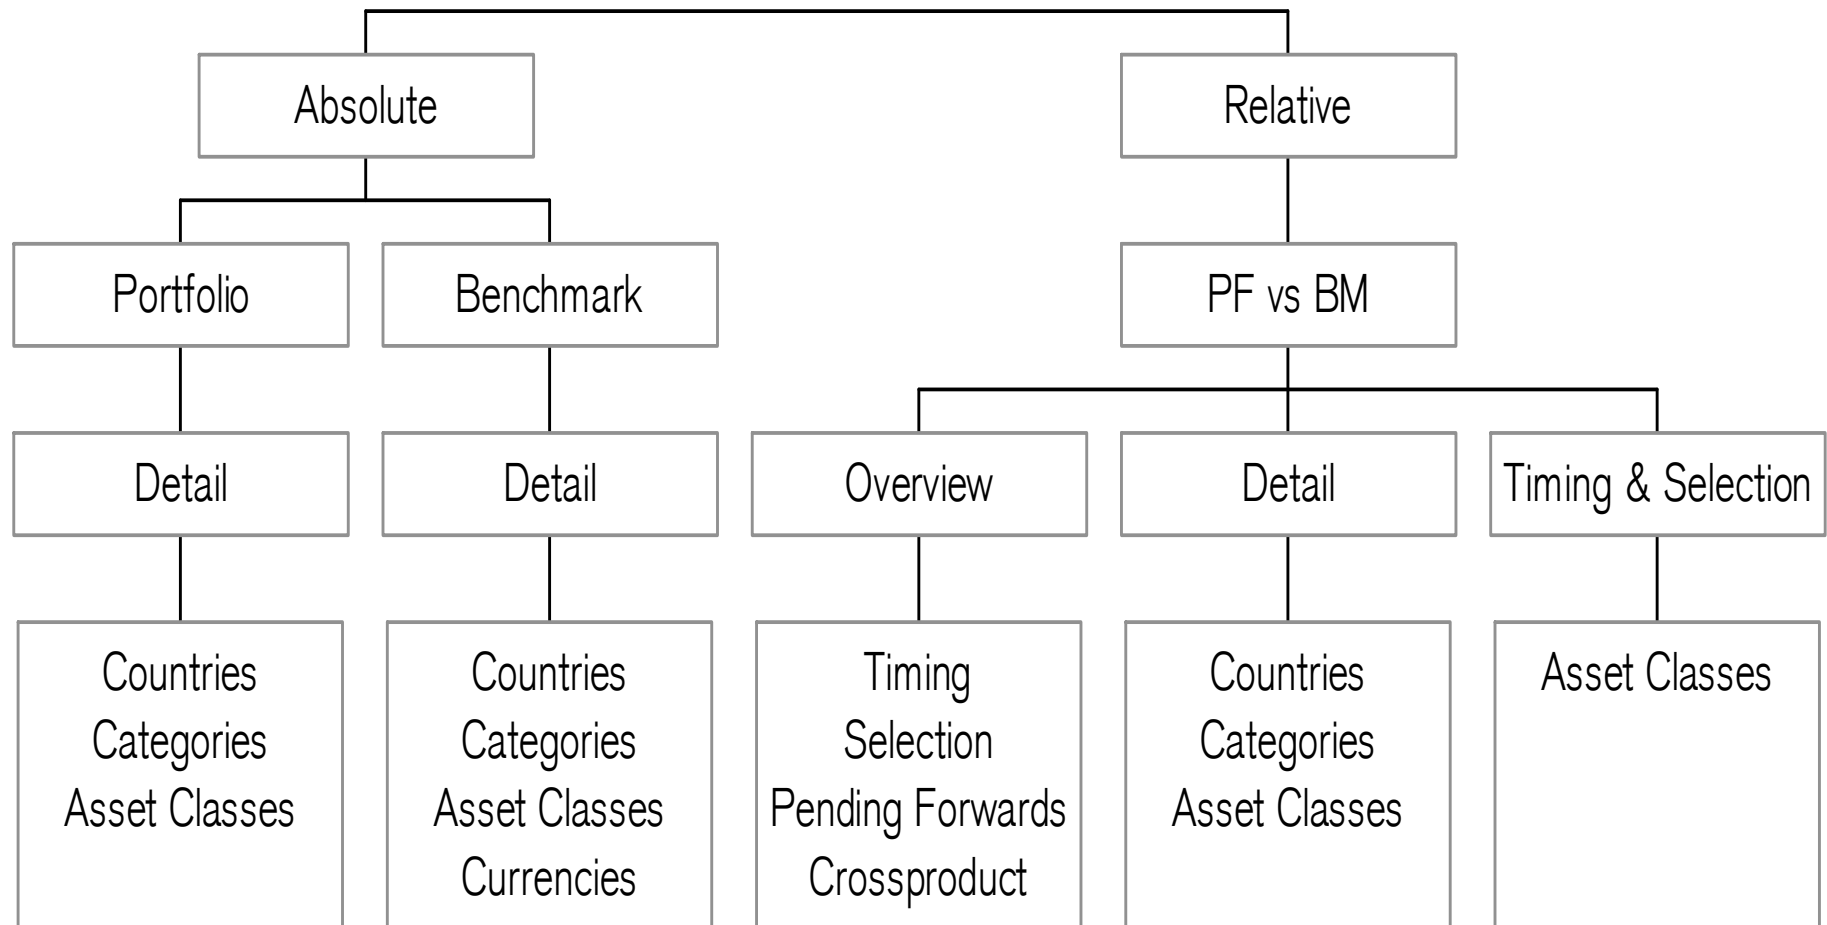 Absolute
Relative
Portfolio
Benchmark
PF vs BM
Detail
Detail
Overview
Detail
Timing & Selection
Countries
Categories
Asset Classes
Countries
Categories
Asset Classes
Currencies
Timing
Selection
Pending Forwards
Crossproduct
Countries
Categories
Asset Classes
Asset Classes